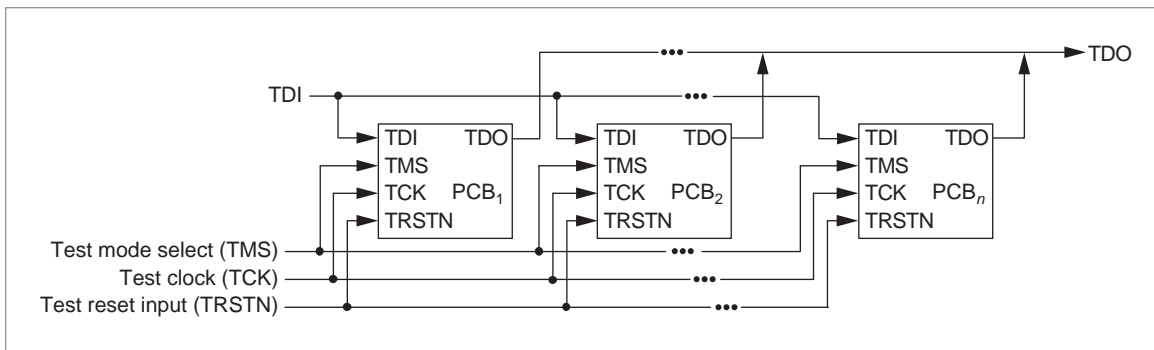 ••• TDO
TDI •••
TDI TDO
TMS
TCK PCB1
TRSTN
TDI TDO
TMS
TCK PCB2
TRSTN
TDI TDO
TMS
TCK PCBn
TRSTN
Test mode select (TMS) •••
Test clock (TCK) •••
Test reset input (TRSTN) •••